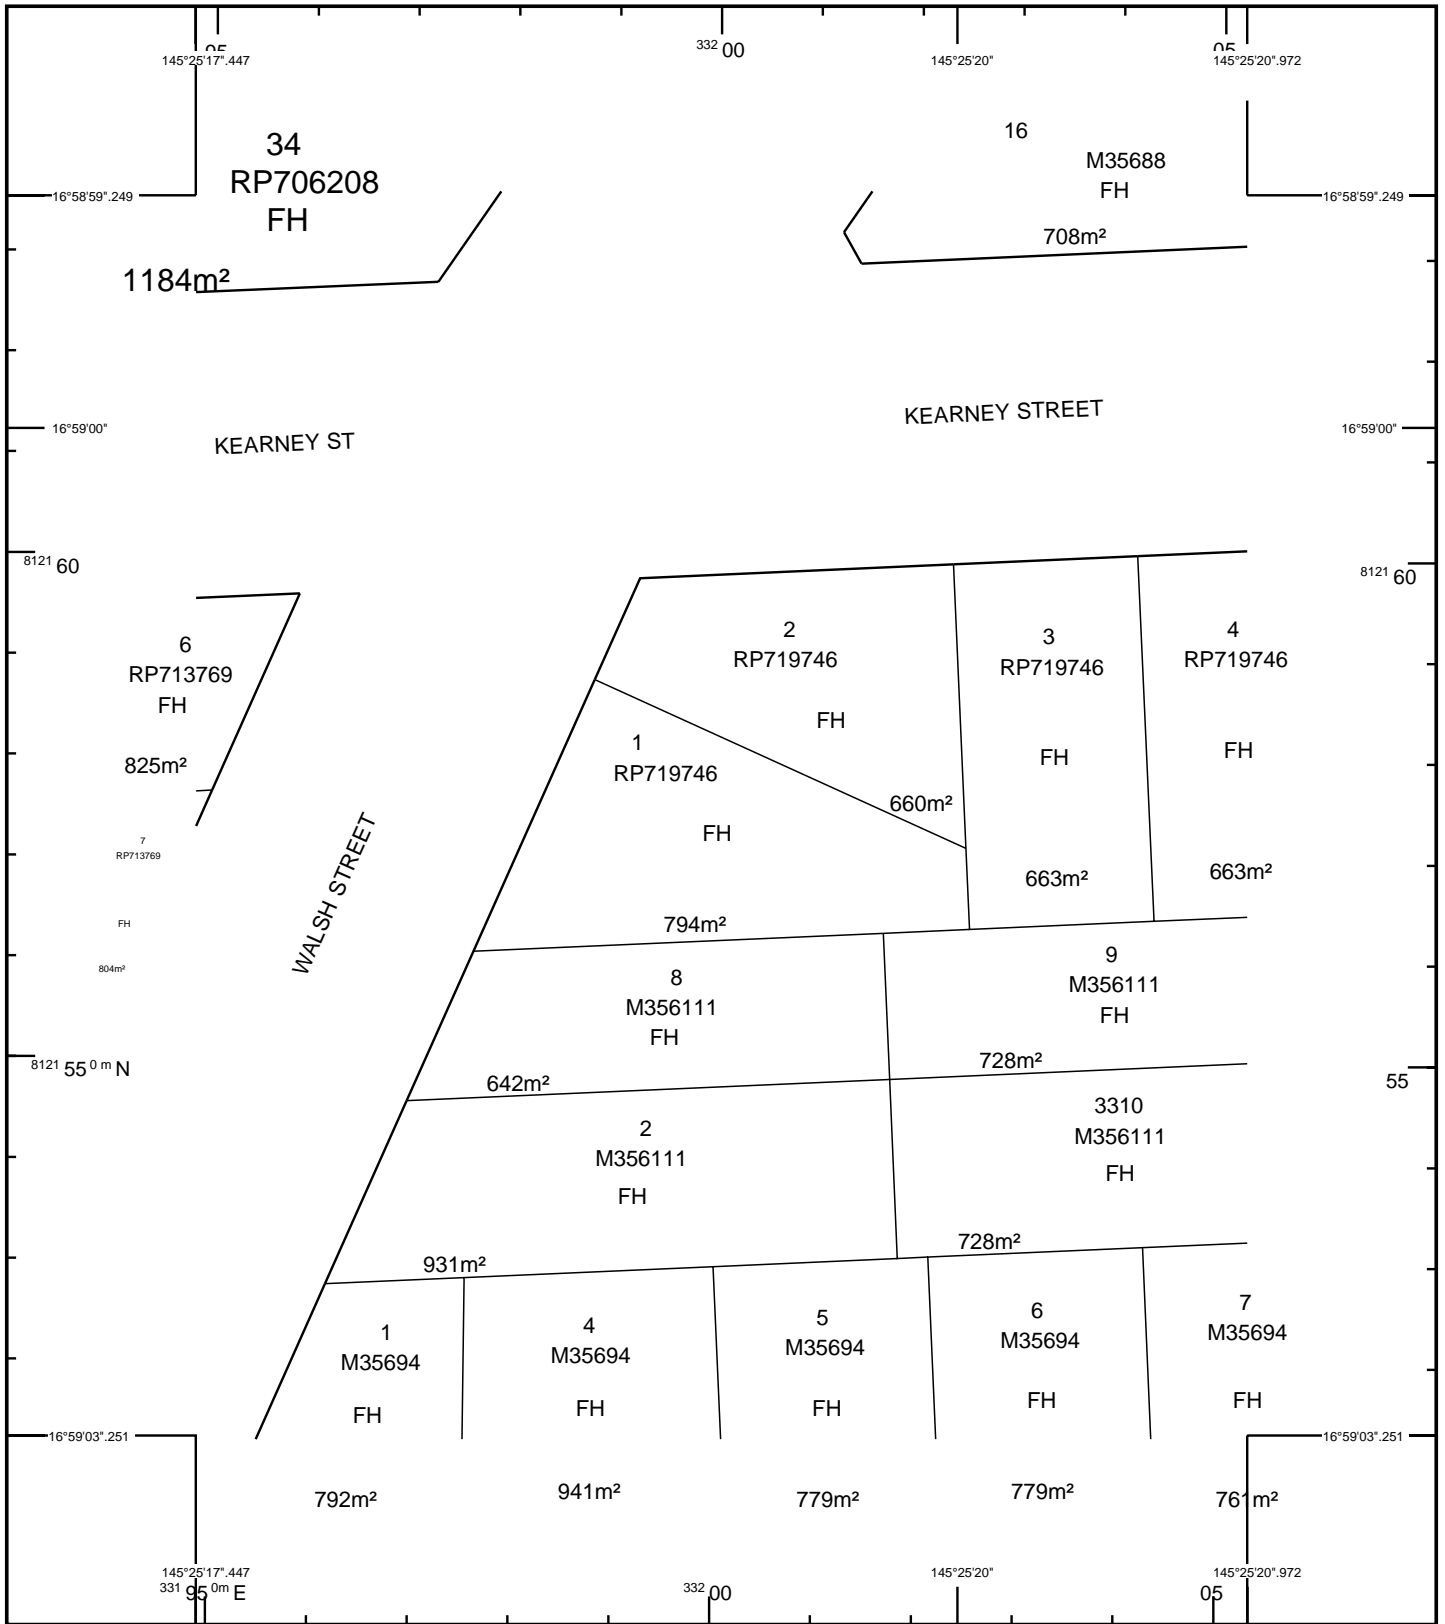 95
332 00
05
145°25'17".447
145°25'20"
145°25'20".972
34
RP706208
FH
1184m²
16
M35688
FH
708m²
16°58'59".249
16°58'59".249
KEARNEY STREET
16°59'00"
16°59'00"
KEARNEY ST
8121 60
8121 60
6
RP713769
FH
825m²
7
RP713769
FH
804m²
WALSH STREET
2
RP719746
FH
660m²
3
RP719746
FH
663m²
4
RP719746
FH
663m²
1
RP719746
FH
794m²
8
M356111
FH
642m²
9
M356111
FH
728m²
8121 55 0 m N
55
2
M356111
FH
931m²
3310
M356111
FH
728m²
1
M35694
FH
792m²
4
M35694
FH
941m²
5
M35694
FH
779m²
6
M35694
FH
779m²
7
M35694
FH
761m²
16°59'03".251
16°59'03".251
145°25'17".447
145°25'20"
145°25'20".972
331 95 0m E
332 00
05